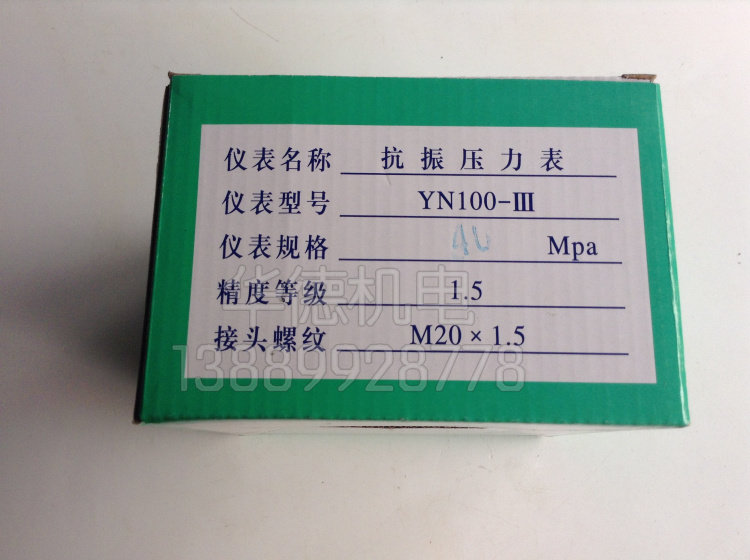 仪表名称 抗振压力表
仪表型号 YN100-III
仪表规格 Mpa
精度等级 1.5
接头螺纹 M20×1.5
华德机电
13889928778